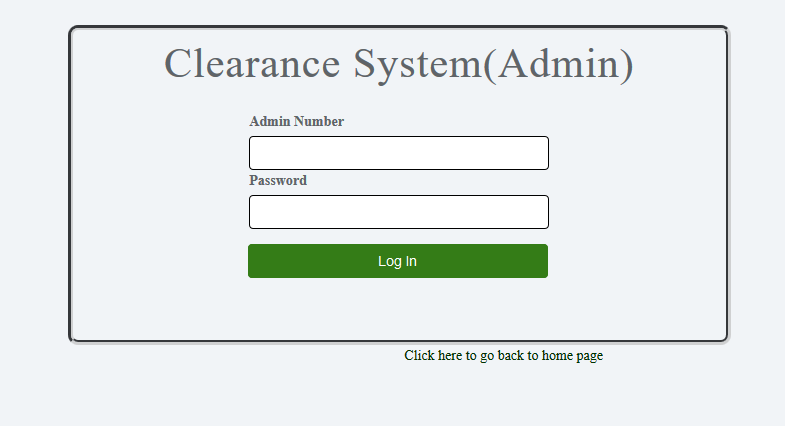 Clearance System(Admin)
Admin Number
Password
Log In
Click here to go back to home page